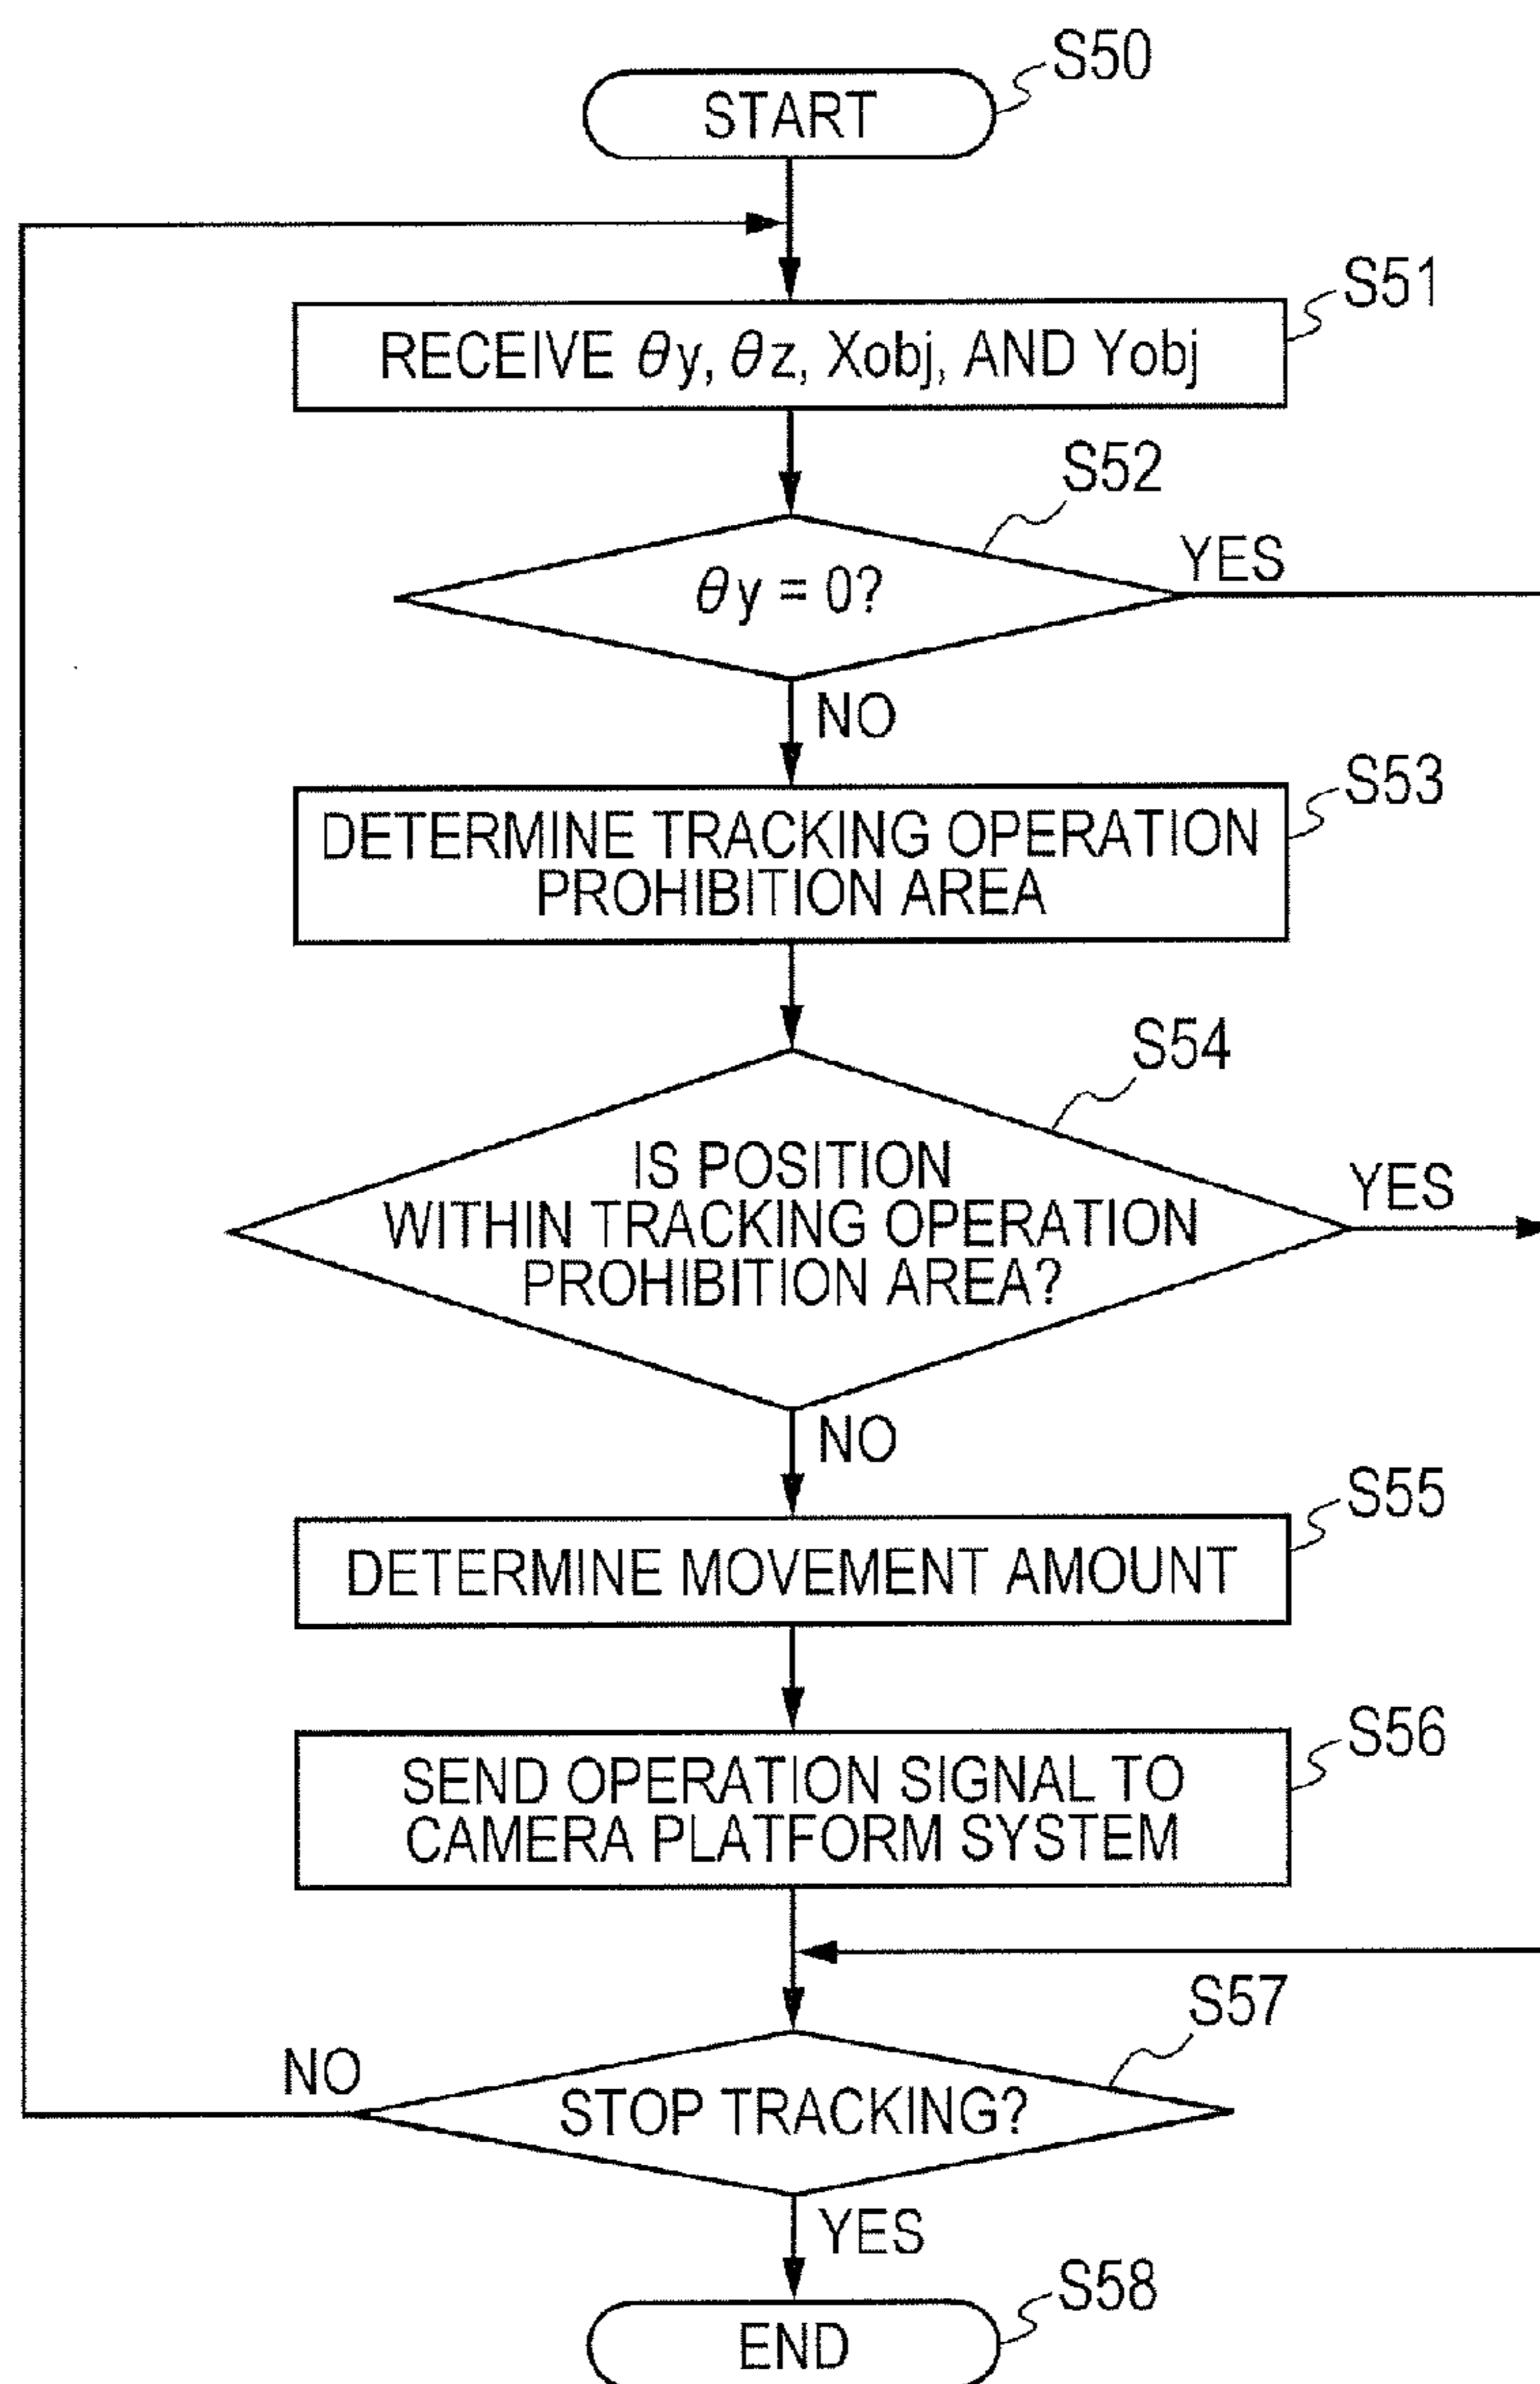 S50
START
S51
RECEIVE θy, θz, Xobj, AND Yobj
S52
θy = 0?
YES
NO
S53
DETERMINE TRACKING OPERATION
PROHIBITION AREA
S54
IS POSITION
WITHIN TRACKING OPERATION
PROHIBITION AREA?
YES
NO
S55
DETERMINE MOVEMENT AMOUNT
S56
SEND OPERATION SIGNAL TO
CAMERA PLATFORM SYSTEM
S57
NO
STOP TRACKING?
YES
S58
END